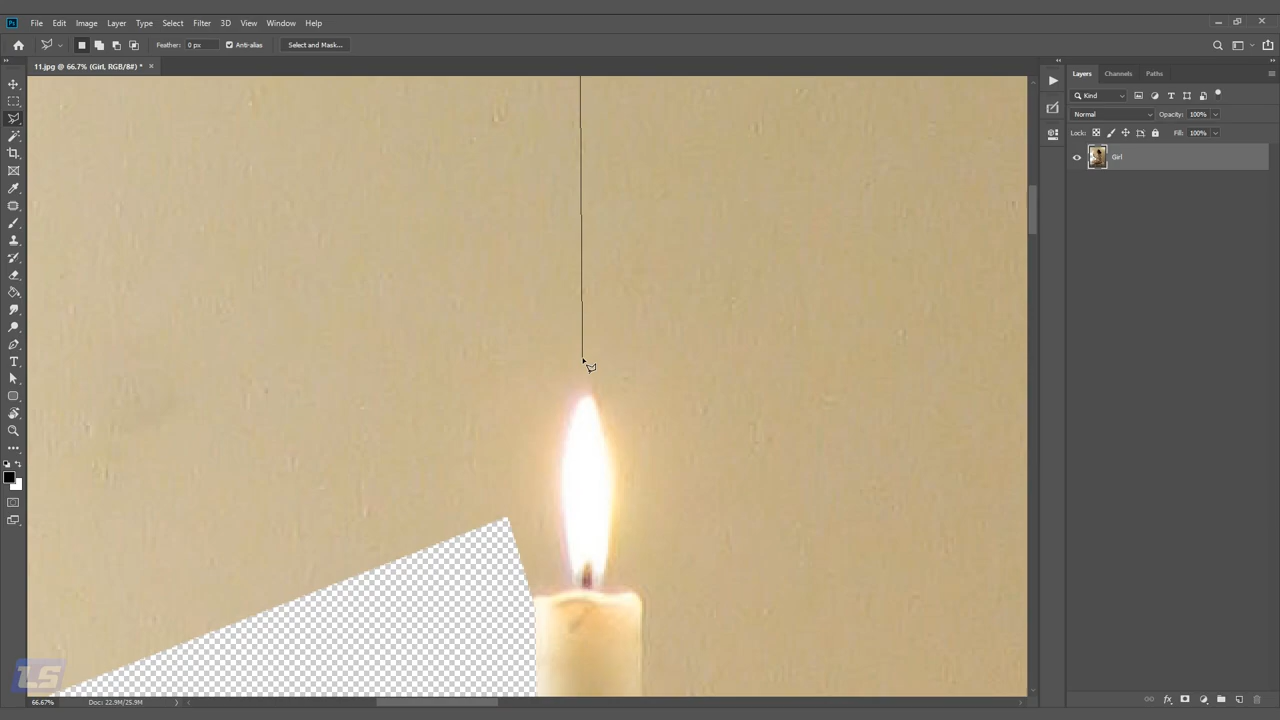 Ps File Edit Image Layer Type Select Filter 3D View Window Help
Feather: 0 px Anti-alias Select and Mask...
11.jpg @ 66.7% (Girl, RGB/8#) * ×
Layers Channels Paths
Kind
Normal Opacity: 100%
Lock: Fill: 100%
Girl
LS
66.67% Doc: 22.9M/25.9M